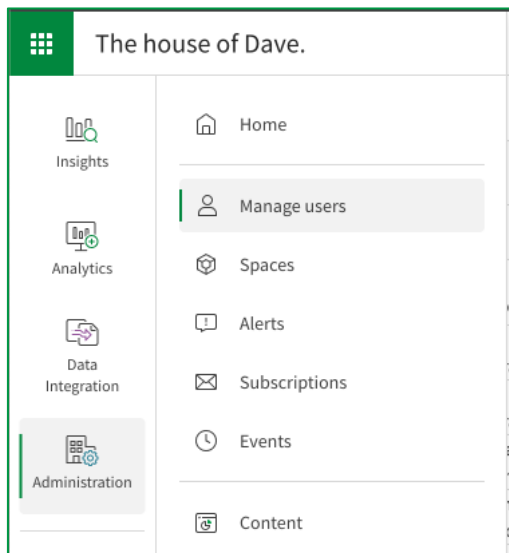 The house of Dave.
Insights
Analytics
Data
Integration
Administration
Home
Manage users
Spaces
Alerts
Subscriptions
Events
Content